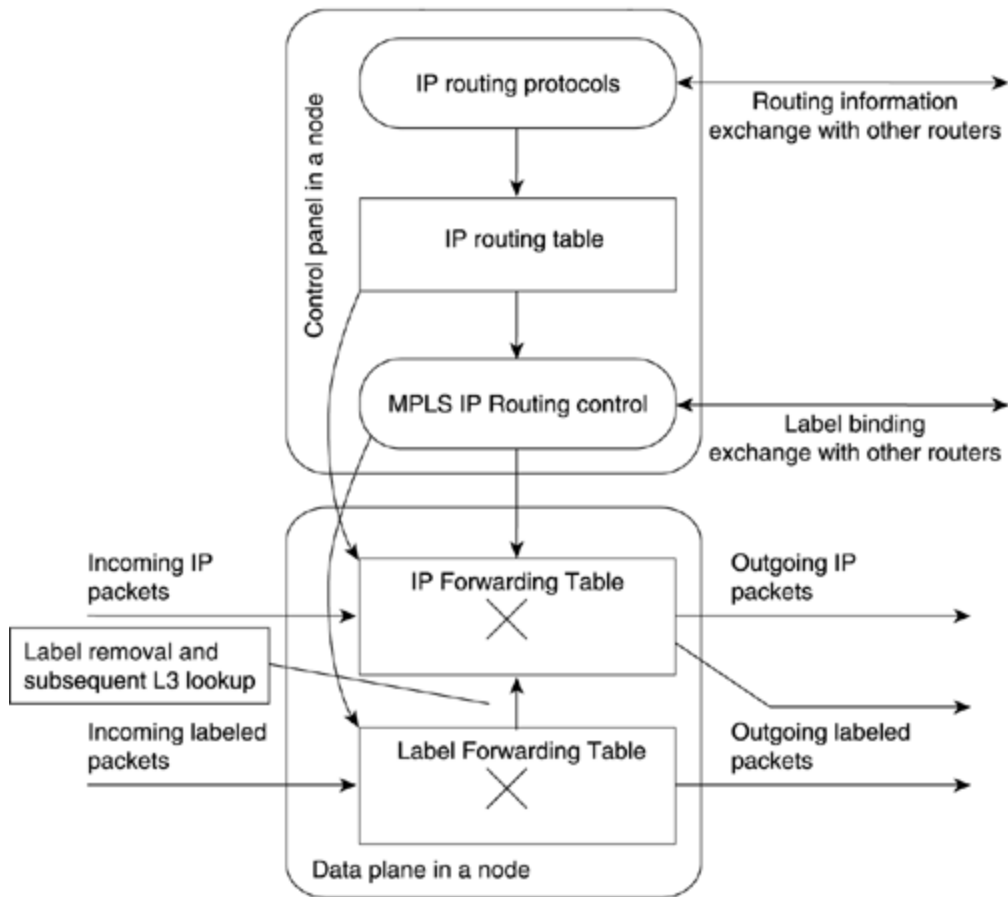 IP routing protocols
Routing information
exchange with other routers
Control panel in a node
IP routing table
MPLS IP Routing control
Label binding
exchange with other routers
Incoming IP
packets
IP Forwarding Table
Outgoing IP
packets
Label removal and
subsequent L3 lookup
Incoming labeled
packets
Label Forwarding Table
Outgoing labeled
packets
Data plane in a node